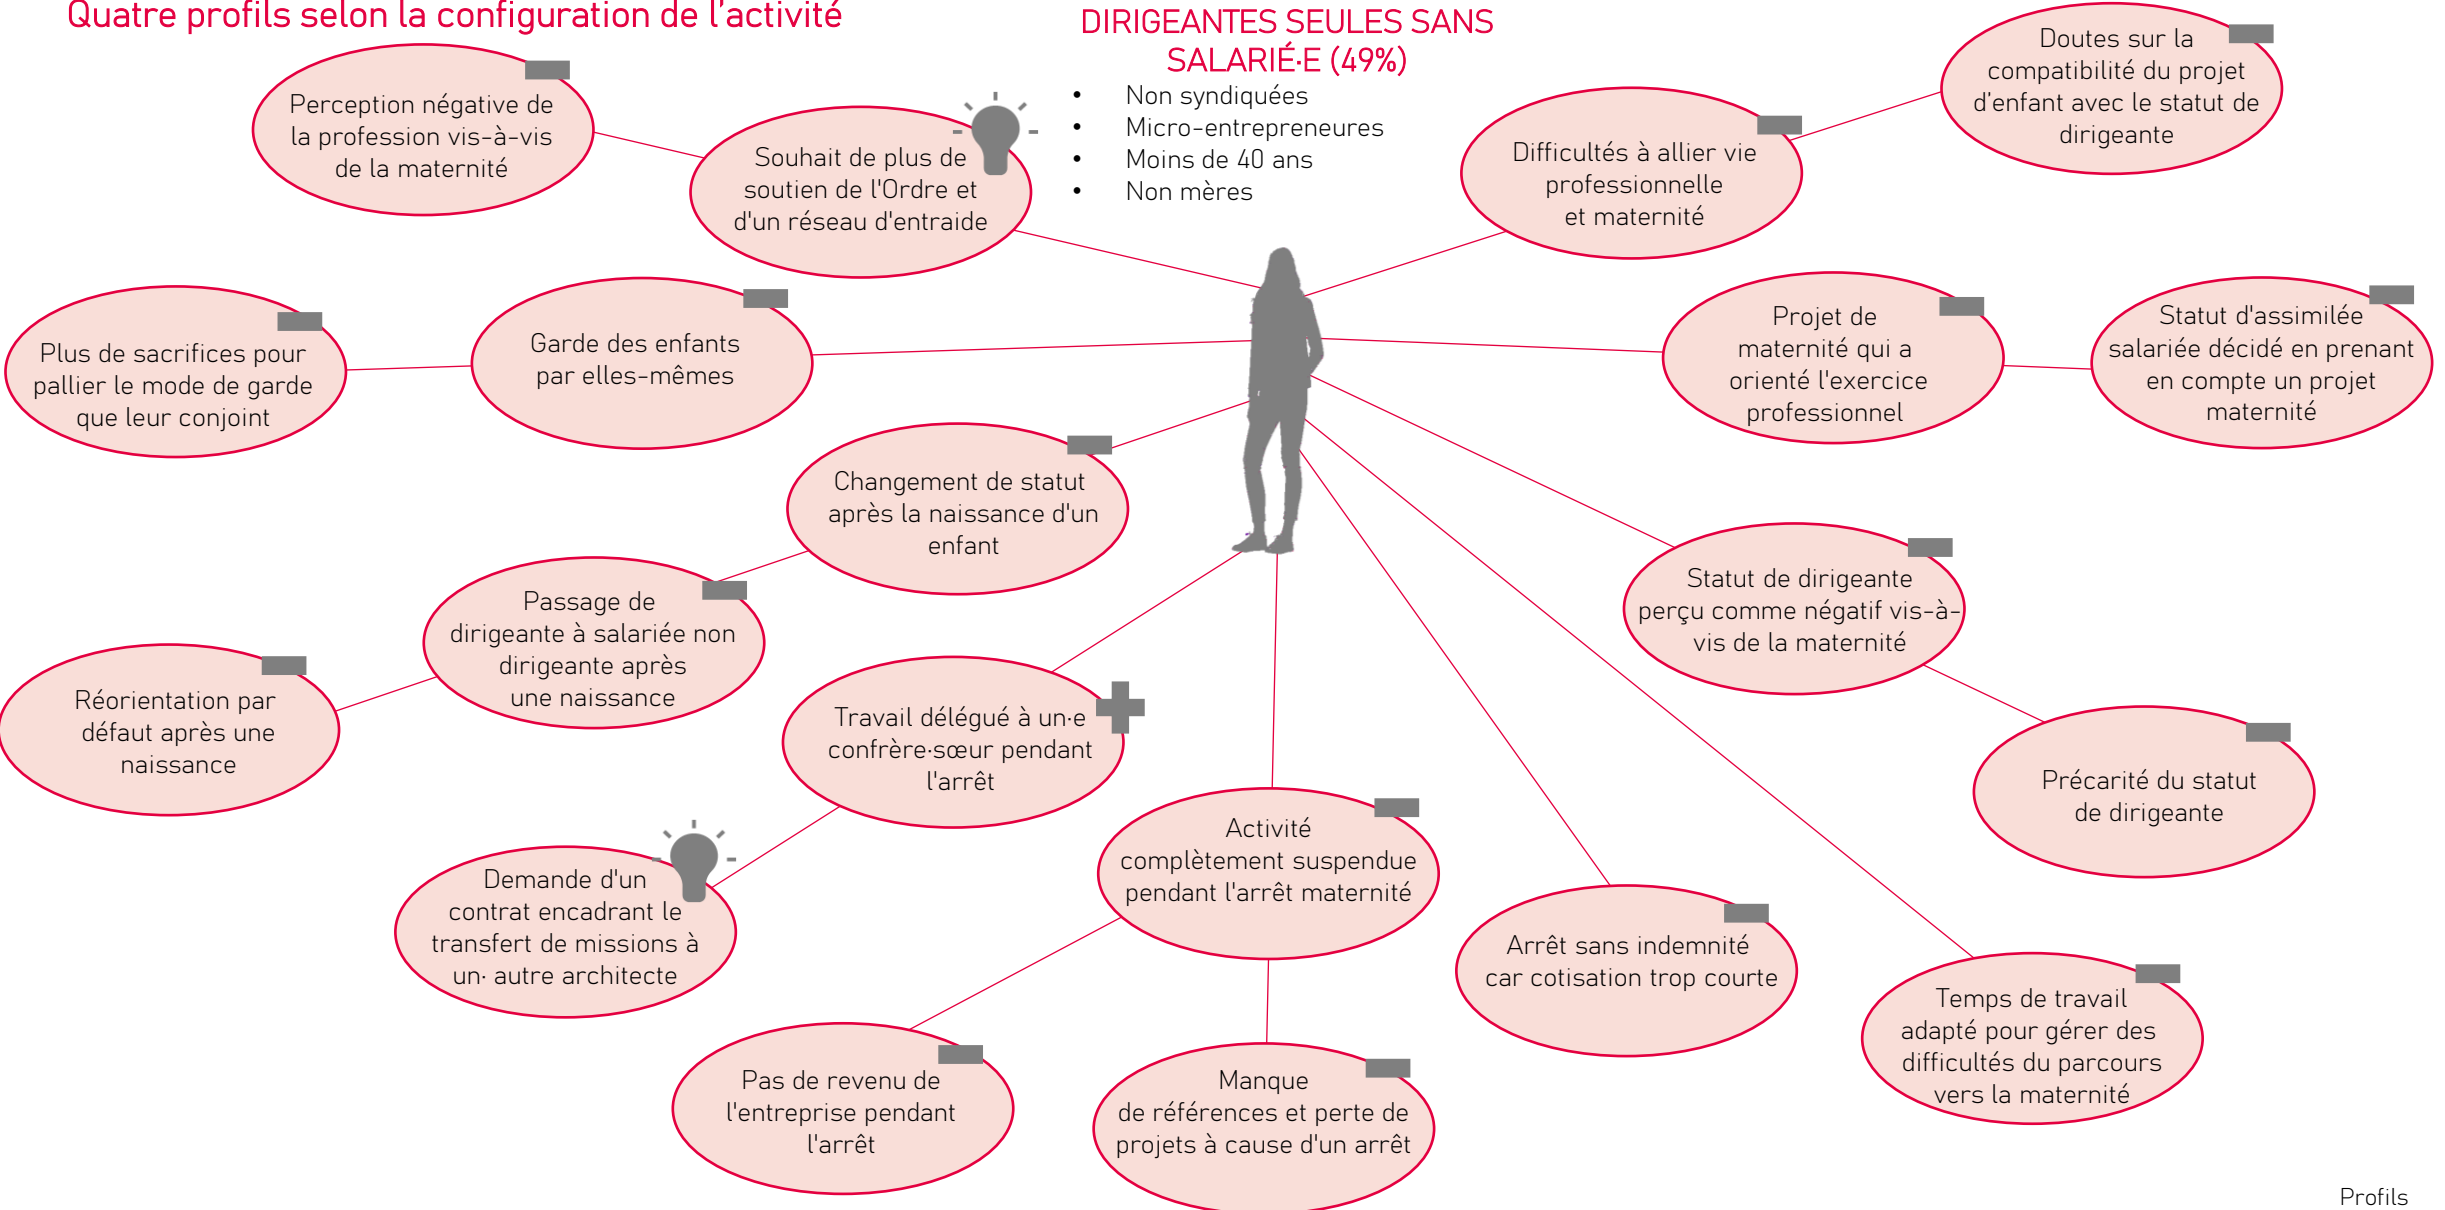 Quatre profils selon la configuration de l'activité
DIRIGEANTES SEULES SANS
SALARIÉ·E (49%)
• Non syndiquées
• Micro-entrepreneures
• Moins de 40 ans
• Non mères
Perception négative de
la profession vis-à-vis
de la maternité
Souhait de plus de
soutien de l'Ordre et
d'un réseau d'entraide
Difficultés à allier vie
professionnelle
et maternité
Doutes sur la
compatibilité du projet
d'enfant avec le statut de
dirigeante
Plus de sacrifices pour
pallier le mode de garde
que leur conjoint
Garde des enfants
par elles-mêmes
Projet de
maternité qui a
orienté l'exercice
professionnel
Statut d'assimilée
salariée décidé en prenant
en compte un projet
maternité
Changement de statut
après la naissance d'un
enfant
Passage de
dirigeante à salariée non
dirigeante après
une naissance
Réorientation par
défaut après une
naissance
Statut de dirigeante
perçu comme négatif vis-à-
vis de la maternité
Précarité du statut
de dirigeante
Travail délégué à un·e
confrère·sœur pendant
l'arrêt
Demande d'un
contrat encadrant le
transfert de missions à
un· autre architecte
Activité
complètement suspendue
pendant l'arrêt maternité
Arrêt sans indemnité
car cotisation trop courte
Temps de travail
adapté pour gérer des
difficultés du parcours
vers la maternité
Pas de revenu de
l'entreprise pendant
l'arrêt
Manque
de références et perte de
projets à cause d'un arrêt
Profils